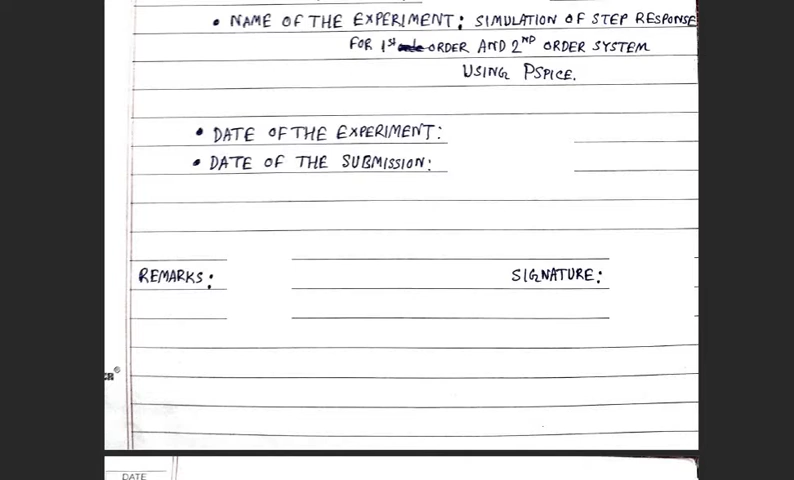 • NAME OF THE EXPERIMENT: SIMULATION OF STEP RESPONSE
FOR 1ST ORDER AND 2ND ORDER SYSTEM
USING PSPICE.
• DATE OF THE EXPERIMENT:
• DATE OF THE SUBMISSION:
REMARKS: SIGNATURE:
DATE